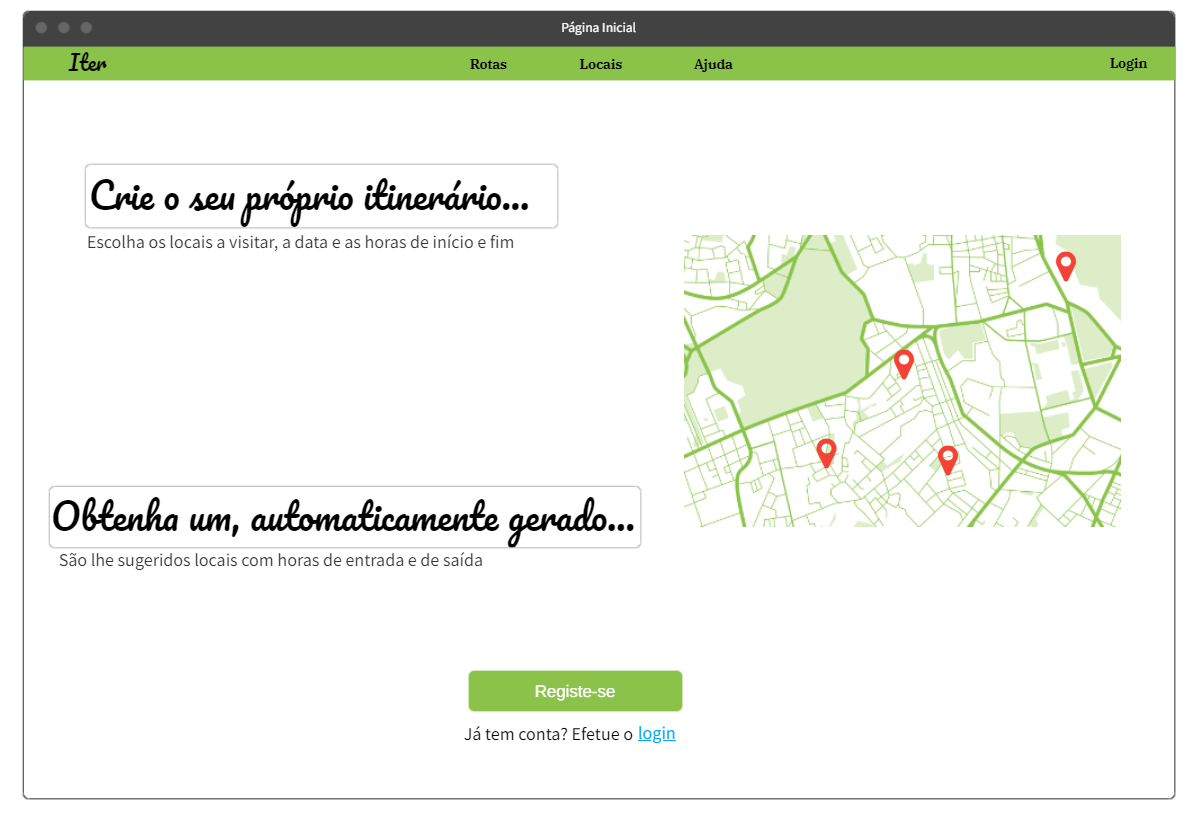 Página Inicial
Iter
Rotas
Locais
Ajuda
Login
Crie o seu próprio itinerário...
Escolha os locais a visitar, a data e as horas de início e fim
Obtenha um, automaticamente gerado...
São lhe sugeridos locais com horas de entrada e de saída
Registe-se
Já tem conta? Efetue o login